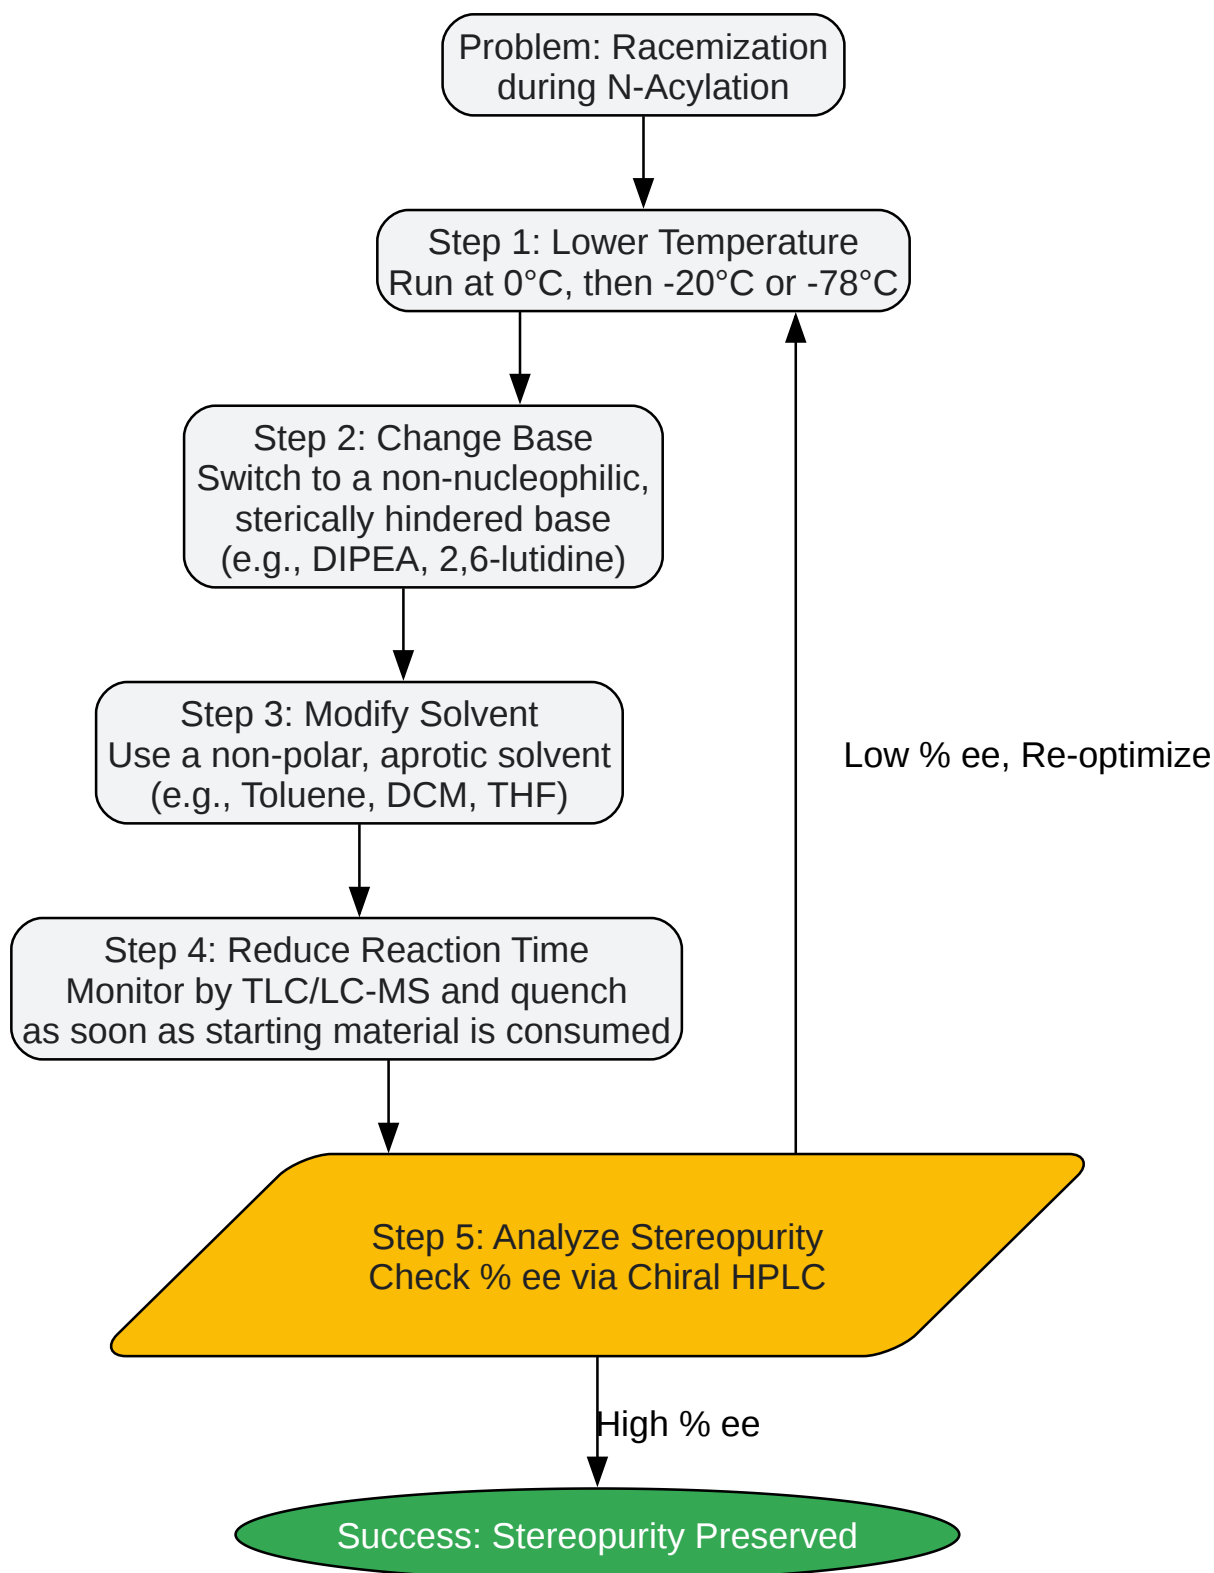 Problem: Racemization
during N-Acylation
Step 1: Lower Temperature
Run at 0°C, then -20°C or -78°C
Step 2: Change Base
Switch to a non-nucleophilic,
sterically hindered base
(e.g., DIPEA, 2,6-lutidine)
Step 3: Modify Solvent
Use a non-polar, aprotic solvent
(e.g., Toluene, DCM, THF)
Low % ee, Re-optimize
Step 4: Reduce Reaction Time
Monitor by TLC/LC-MS and quench
as soon as starting material is consumed
Step 5: Analyze Stereopurity
Check % ee via Chiral HPLC
High % ee
Success: Stereopurity Preserved